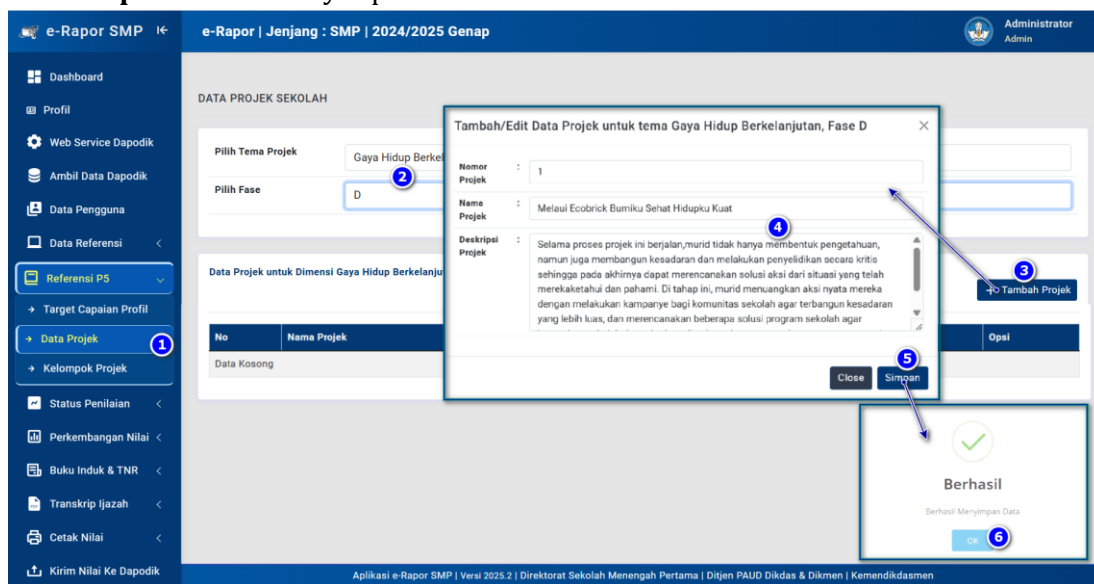 e-Rapor SMP
e-Rapor | Jenjang : SMP | 2024/2025 Genap
Administrator
Admin
Dashboard
Profil
Web Service Dapodik
Ambil Data Dapodik
Data Pengguna
Data Referensi
Referensi P5
Target Capaian Profil
Data Projek
1
Kelompok Projek
Status Penilaian
Perkembangan Nilai
Buku Induk & TNR
Transkrip Ijazah
Cetak Nilai
Kirim Nilai Ke Dapodik
DATA PROJEK SEKOLAH
Pilih Tema Projek
Gaya Hidup Berkel
2
Pilih Fase
D
Data Projek untuk Dimensi Gaya Hidup Berkelanju
3
Tambah Projek
No
Nama Projek
Opsi
Data Kosong
Tambah/Edit Data Projek untuk tema Gaya Hidup Berkelanjutan, Fase D
Nomor Projek : 1
Nama Projek : Melaui Ecobrick Bumiku Sehat Hidupku Kuat
4
Deskripsi Projek :
Selama proses projek ini berjalan,murid tidak hanya membentuk pengetahuan,
namun juga membangun kesadaran dan melakukan penyelidikan secara kritis
sehingga pada akhirnya dapat merencanakan solusi aksi dari situasi yang telah
merekaketahui dan pahami. Di tahap ini, murid menuangkan aksi nyata mereka
dengan melakukan kampanye bagi komunitas sekolah agar terbangun kesadaran
yang lebih luas, dan merencanakan beberapa solusi program sekolah agar
5
Close
Simpan
Berhasil
Berhasil Menyimpan Data
OK
6
Aplikasi e-Rapor SMP | Versi 2025.2 | Direktorat Sekolah Menengah Pertama | Ditjen PAUD Dikdas & Dikmen | Kemendikdasmen